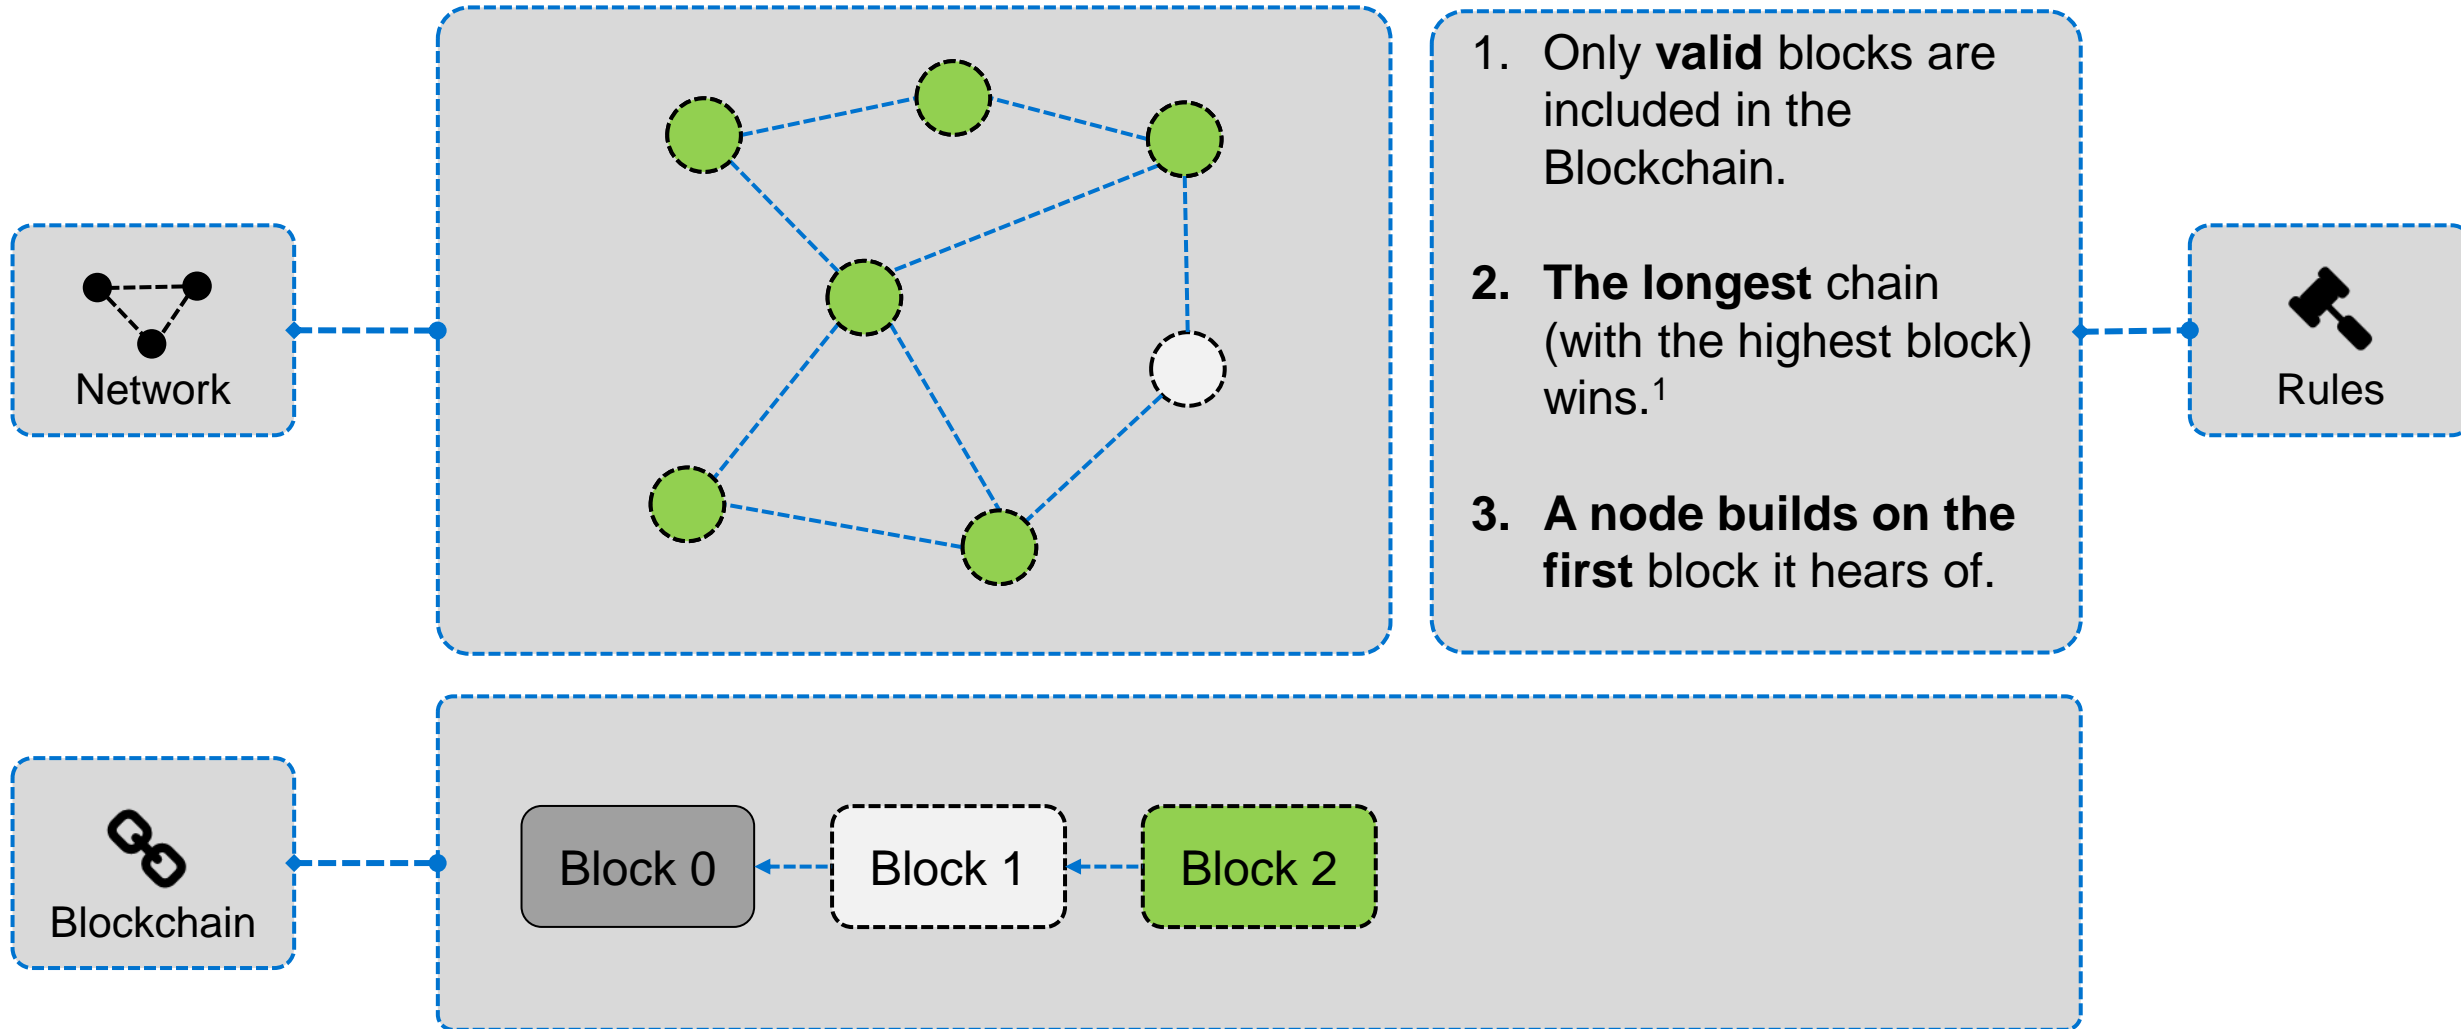 Network
1. Only valid blocks are
included in the
Blockchain.
2. The longest chain
(with the highest block)
wins.¹
3. A node builds on the
first block it hears of.
Rules
Blockchain
Block 0
Block 1
Block 2